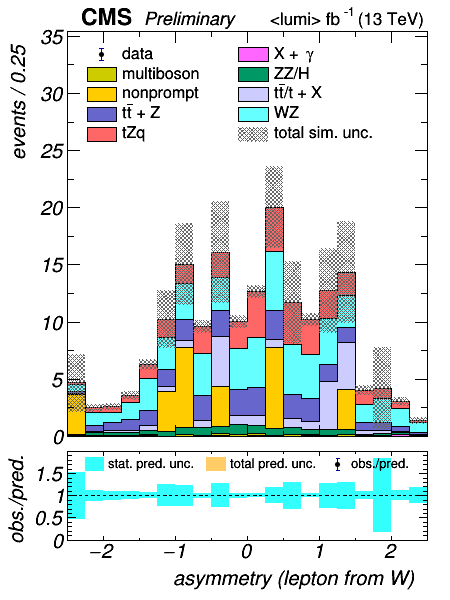 CMS Preliminary <lumi> fb⁻¹ (13 TeV)
events / 0.25
35
30
25
20
15
10
5
0
data
multiboson
nonprompt
tt̄ + Z
tZq
X + γ
ZZ/H
tt̄/t + X
WZ
total sim. unc.
obs./pred.
1.5
1
0.5
0
stat. pred. unc. total pred. unc. obs./pred.
−2 −1 0 1 2
asymmetry (lepton from W)